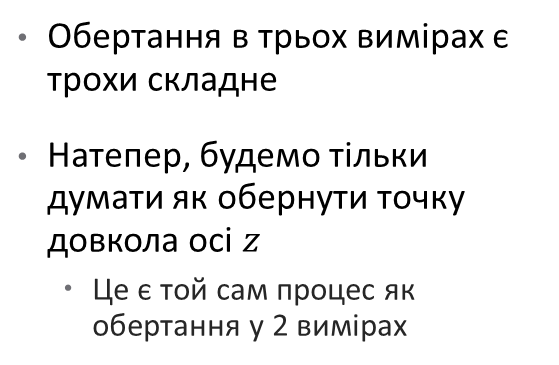 • Обертання в трьох вимірах є
трохи складне
• Натепер, будемо тільки
думати як обернути точку
довкола осі z
• Це є той сам процес як
обертання у 2 вимірах